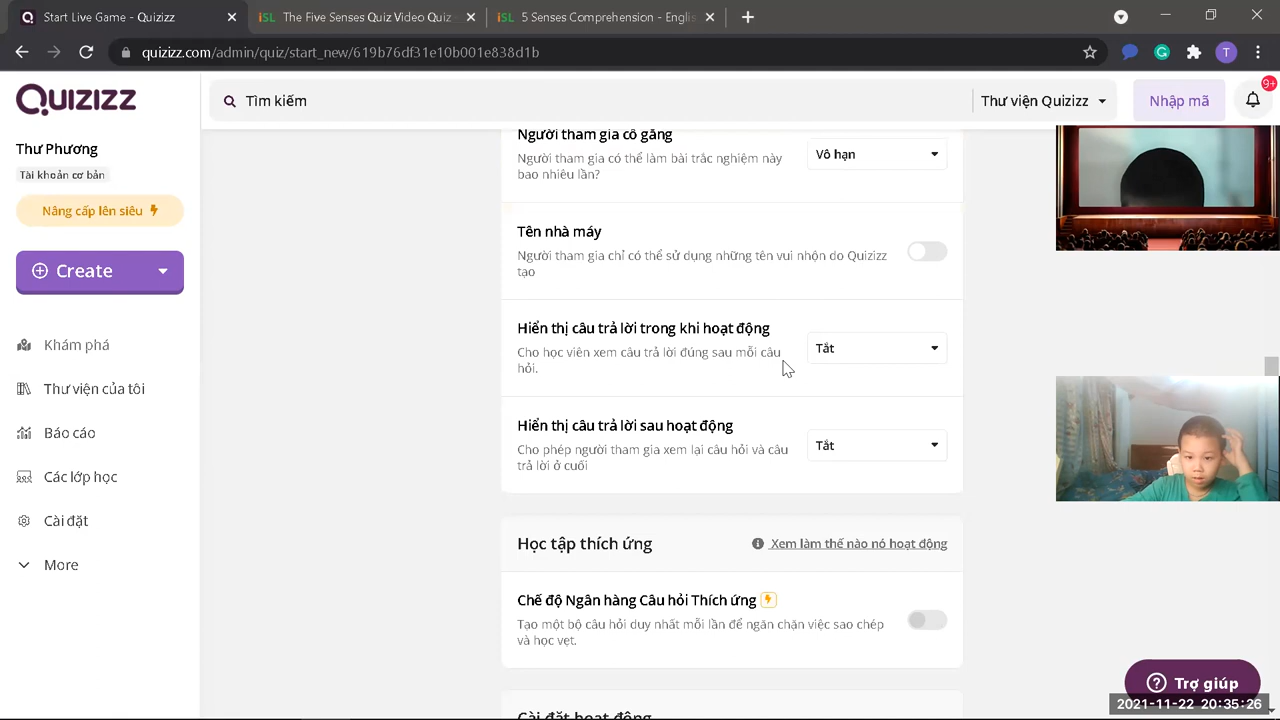 Start Live Game - Quizizz
iSL The Five Senses Quiz Video Quiz
iSL 5 Senses Comprehension - Englis
quizizz.com/admin/quiz/start_new/619b76df31e10b001e838d1b
T
QUIZIZZ
Tìm kiếm
Thư viện Quizizz
Nhập mã
9+
Thư Phương
Tài khoản cơ bản
Nâng cấp lên siêu
Create
Khám phá
Thư viện của tôi
Báo cáo
Các lớp học
Cài đặt
More
Người tham gia cố gắng
Người tham gia có thể làm bài trắc nghiệm này
bao nhiêu lần?
Vô hạn
Tên nhà máy
Người tham gia chỉ có thể sử dụng những tên vui nhộn do Quizizz
tạo
Hiển thị câu trả lời trong khi hoạt động
Cho học viên xem câu trả lời đúng sau mỗi câu
hỏi.
Tắt
Hiển thị câu trả lời sau hoạt động
Cho phép người tham gia xem lại câu hỏi và câu
trả lời ở cuối
Tắt
Học tập thích ứng
Xem làm thế nào nó hoạt động
Chế độ Ngân hàng Câu hỏi Thích ứng
Tạo một bộ câu hỏi duy nhất mỗi lần để ngăn chặn việc sao chép
và học vẹt.
Cài đặt hoạt động
Trợ giúp
2021-11-22 20:35:26